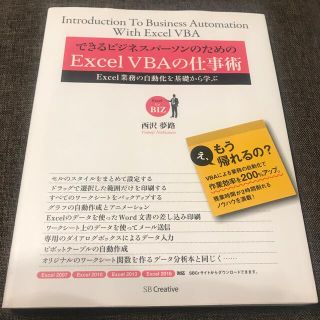 Introduction To Business Automation
With Excel VBA
できるビジネスパーソンのための
Excel VBAの仕事術
Excel業務の自動化を基礎から学ぶ
BIZ
西沢 夢路
え、もう
帰れるの?
VBAによる業務の自動化で
作業効率を200%アップ。
残業時間が2時間割れる
ノウハウを満載!
セルのスタイルをまとめて設定する
ドラッグで選択した範囲だけを印刷する
すべてのワークシートをバックアップする
グラフの自動作成とアニメーション
Excelのデータを使ったWord文書の差し込み印刷
ワークシート上のデータを使ってメール送信
専用のダイアログボックスによるデータ入力
ピボットテーブルの自動作成
オリジナルのワークシート関数を作るデータ分析本と同じく……
Excel 2007 Excel 2010 Excel 2013 Excel 2016 対応
SB Creative